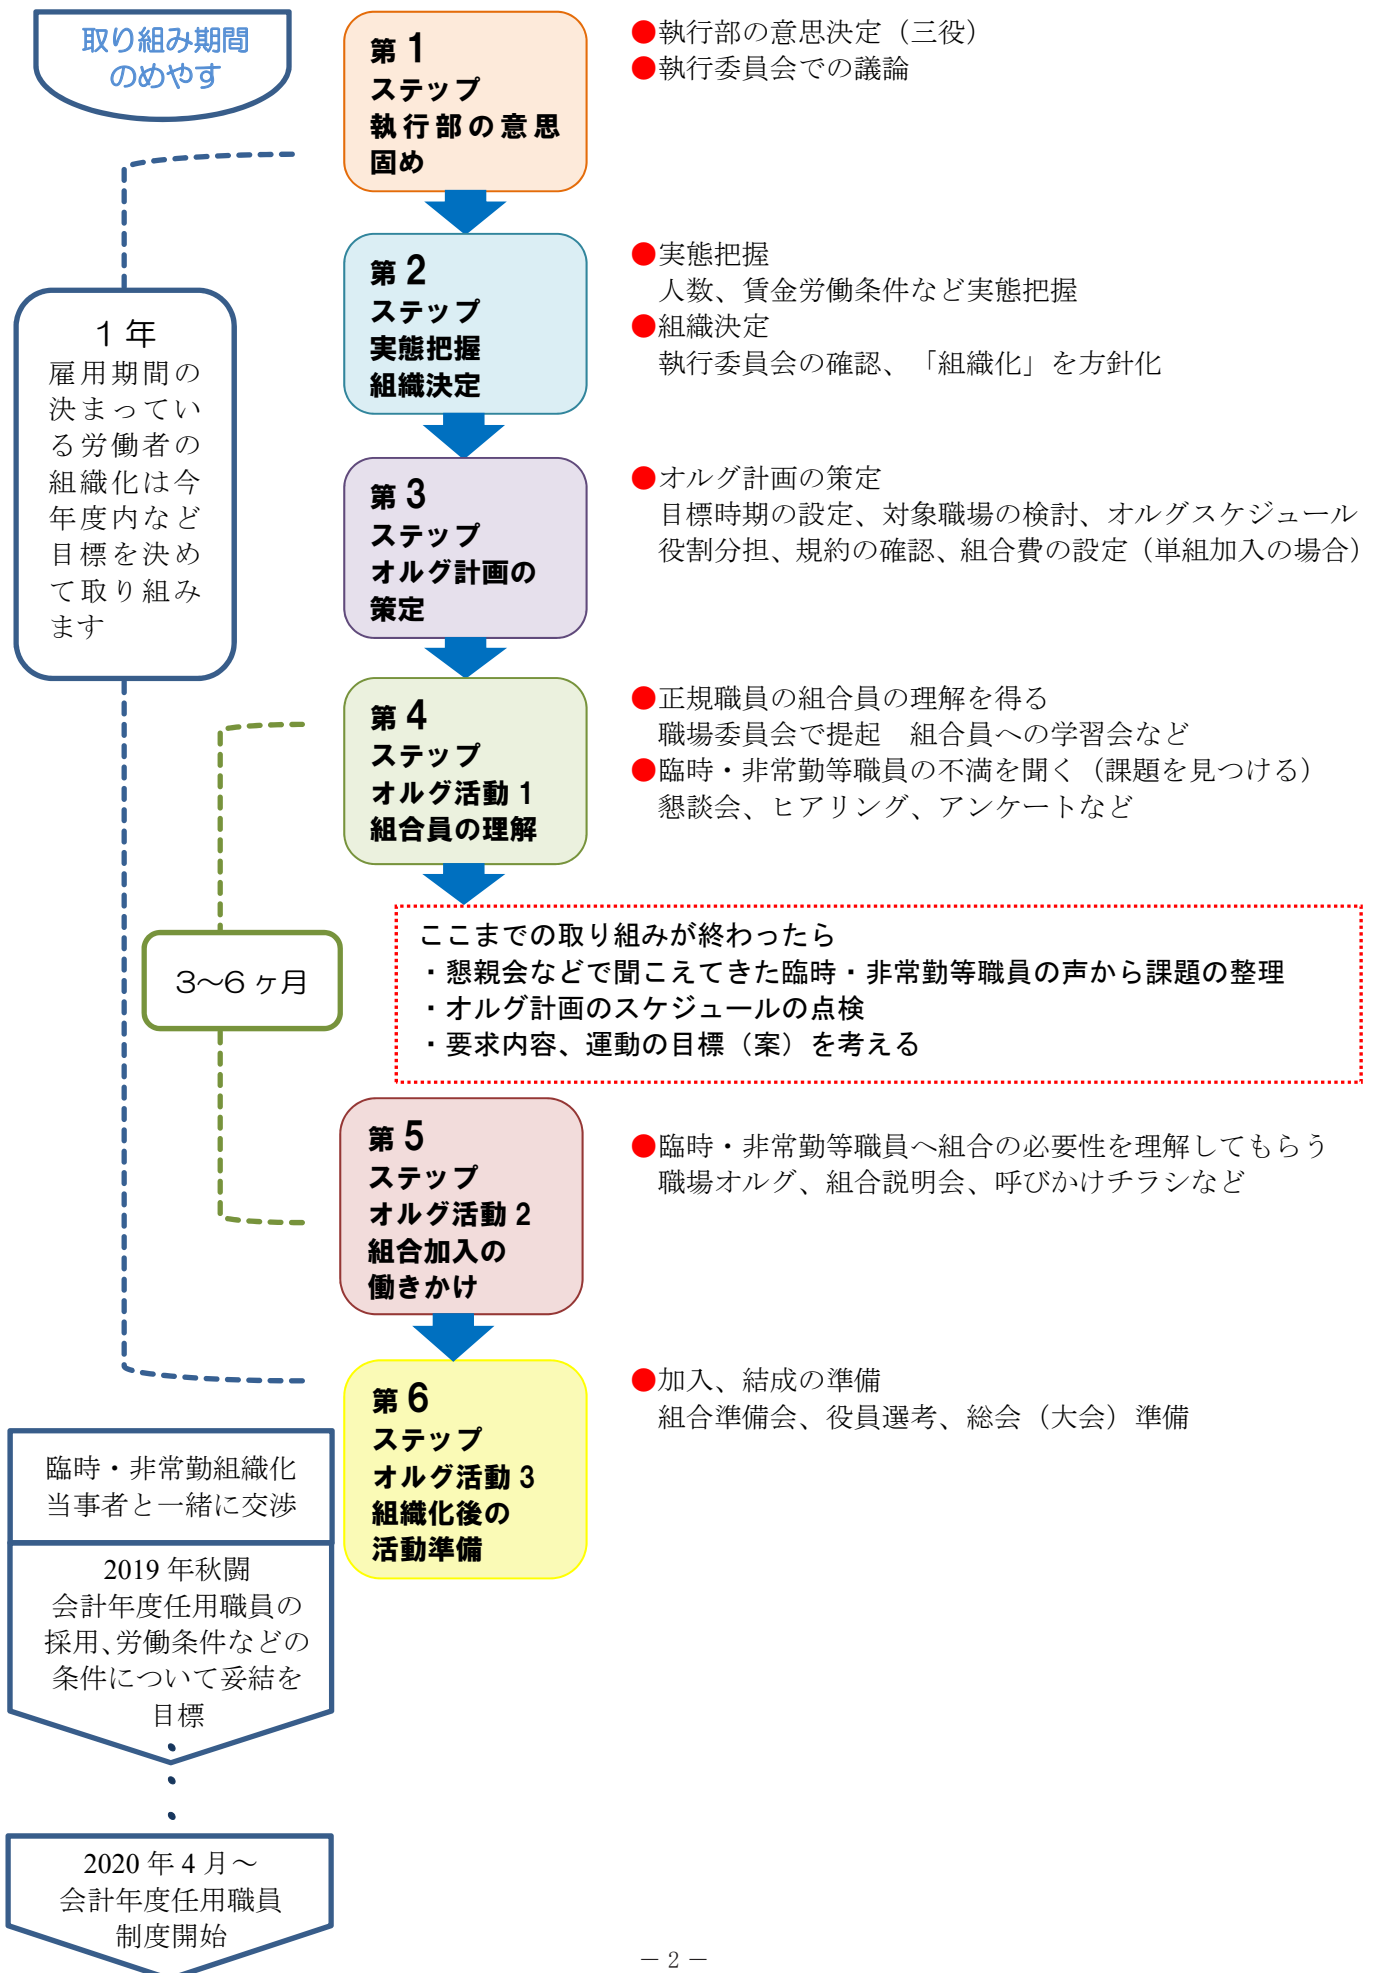 取り組み期間
のめやす
第1
ステップ
執行部の意思
固め
●執行部の意思決定（三役）
●執行委員会での議論
第2
ステップ
実態把握
組織決定
●実態把握
人数、賃金労働条件など実態把握
●組織決定
執行委員会の確認、「組織化」を方針化
1年
雇用期間の
決まってい
る労働者の
組織化は今
年度内など
目標を決め
て取り組み
ます
第3
ステップ
オルグ計画の
策定
●オルグ計画の策定
目標時期の設定、対象職場の検討、オルグスケジュール
役割分担、規約の確認、組合費の設定（単組加入の場合）
第4
ステップ
オルグ活動1
組合員の理解
●正規職員の組合員の理解を得る
職場委員会で提起　組合員への学習会など
●臨時・非常勤等職員の不満を聞く（課題を見つける）
懇談会、ヒアリング、アンケートなど
3～6ヶ月
ここまでの取り組みが終わったら
・懇親会などで聞こえてきた臨時・非常勤等職員の声から課題の整理
・オルグ計画のスケジュールの点検
・要求内容、運動の目標（案）を考える
第5
ステップ
オルグ活動2
組合加入の
働きかけ
●臨時・非常勤等職員へ組合の必要性を理解してもらう
職場オルグ、組合説明会、呼びかけチラシなど
第6
ステップ
オルグ活動3
組織化後の
活動準備
●加入、結成の準備
組合準備会、役員選考、総会（大会）準備
臨時・非常勤組織化
当事者と一緒に交渉
2019年秋闘
会計年度任用職員の
採用、労働条件などの
条件について妥結を
目標
2020年4月～
会計年度任用職員
制度開始
－2－